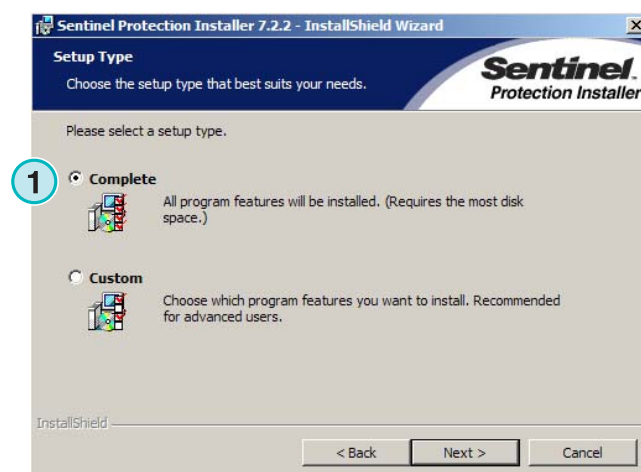 Sentinel Protection Installer 7.2.2 - InstallShield Wizard
Setup Type
Choose the setup type that best suits your needs.
Sentinel.
Protection Installer
Please select a setup type.
1
Complete
All program features will be installed. (Requires the most disk
space.)
Custom
Choose which program features you want to install. Recommended
for advanced users.
InstallShield
< Back Next > Cancel